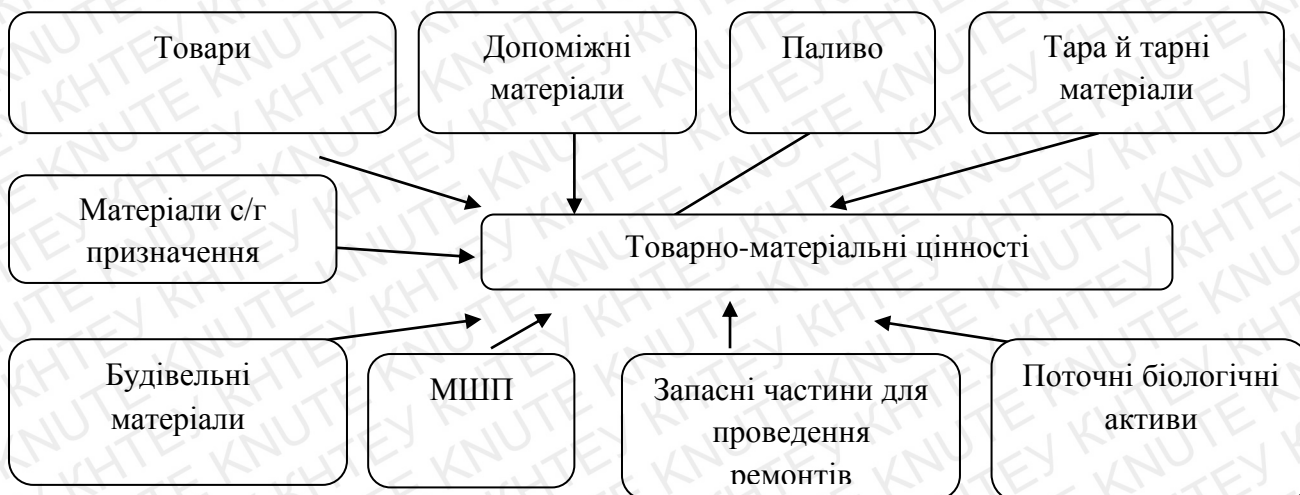 Товари
Допоміжні
матеріали
Паливо
Тара й тарні
матеріали
Матеріали с/г
призначення
Товарно-матеріальні цінності
Будівельні
матеріали
МШП
Запасні частини для
проведення
ремонтів
Поточні біологічні
активи